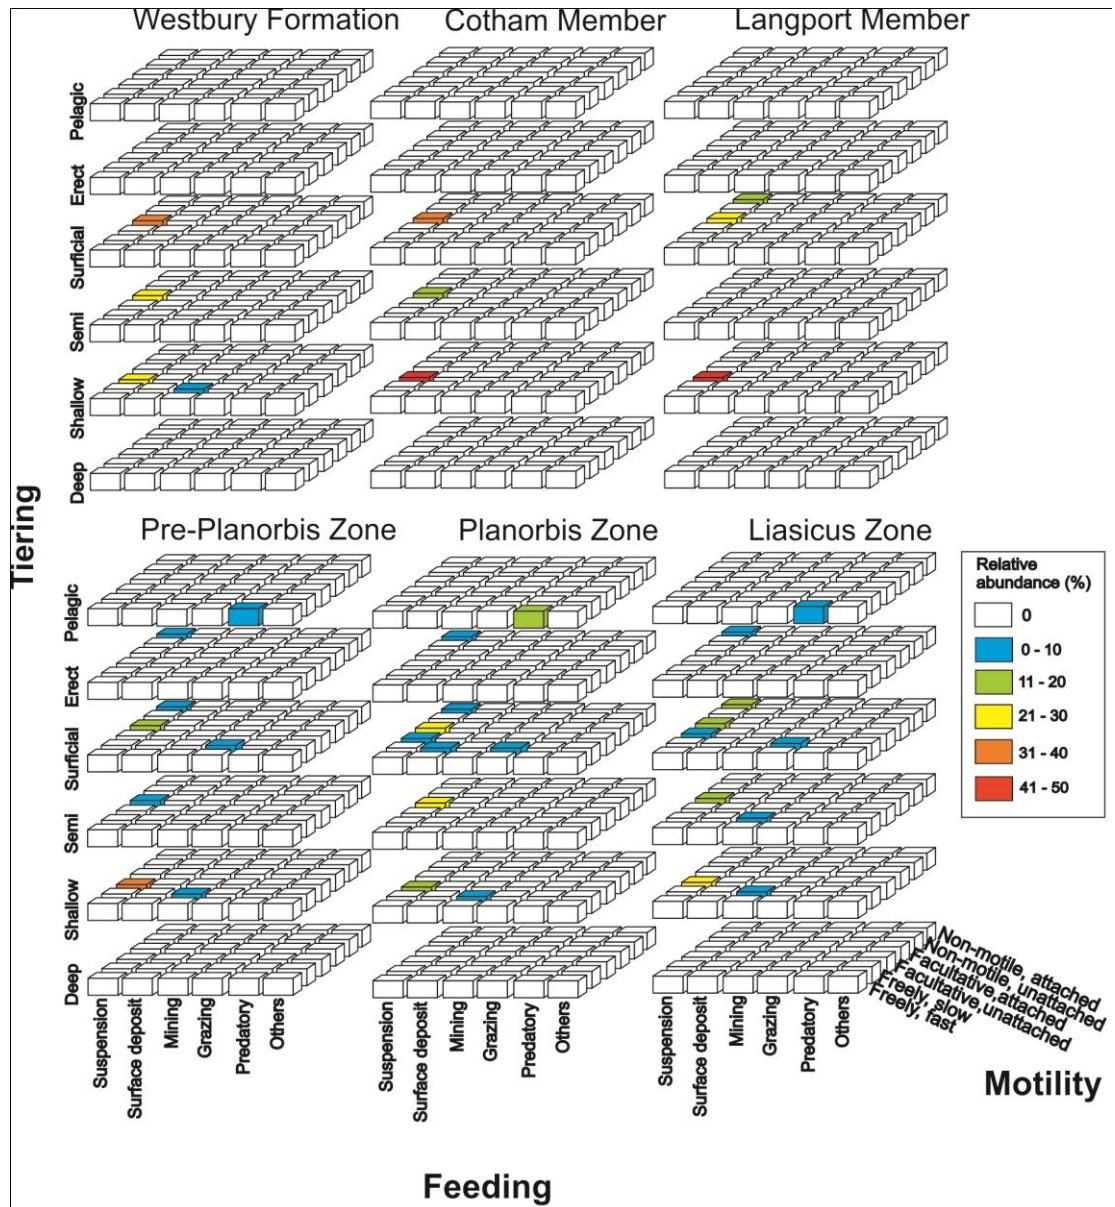 Westbury Formation
Cotham Member
Langport Member
Pelagic
Erect
Surficial
Semi
Shallow
Deep
Tiering
Pre-Planorbis Zone
Planorbis Zone
Liasicus Zone
Pelagic
Erect
Surficial
Semi
Shallow
Deep
Relative
abundance (%)
0
0 - 10
11 - 20
21 - 30
31 - 40
41 - 50
Non-motile, attached
Non-motile, unattached
Facultative,attached
Facultative,unattached
Freely, slow
Freely, fast
Suspension
Surface deposit
Mining
Grazing
Predatory
Others
Suspension
Surface deposit
Mining
Grazing
Predatory
Others
Suspension
Surface deposit
Mining
Grazing
Predatory
Others
Motility
Feeding